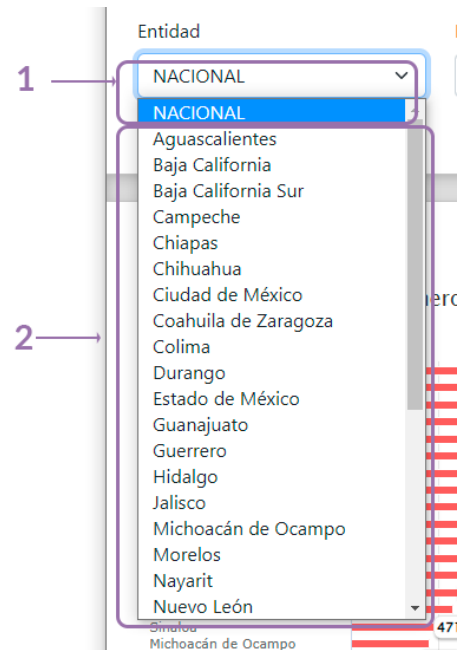 Entidad
1
NACIONAL
NACIONAL
Aguascalientes
Baja California
Baja California Sur
Campeche
Chiapas
Chihuahua
Ciudad de México
Coahuila de Zaragoza
2
Colima
Durango
Estado de México
Guanajuato
Guerrero
Hidalgo
Jalisco
Michoacán de Ocampo
Morelos
Nayarit
Nuevo León
Sinaloa
471
Michoacán de Ocampo